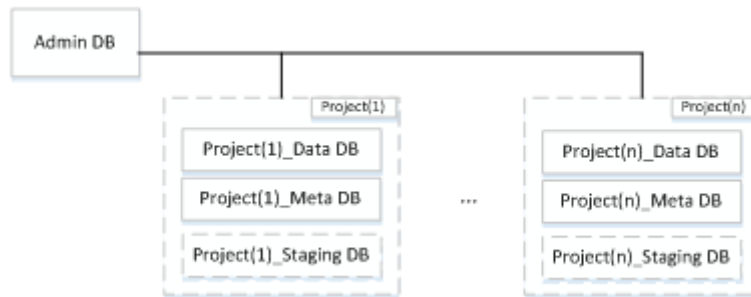 Admin DB
Project(1)
Project(n)
Project(1)_Data DB
Project(n)_Data DB
Project(1)_Meta DB
...
Project(n)_Meta DB
Project(1)_Staging DB
Project(n)_Staging DB